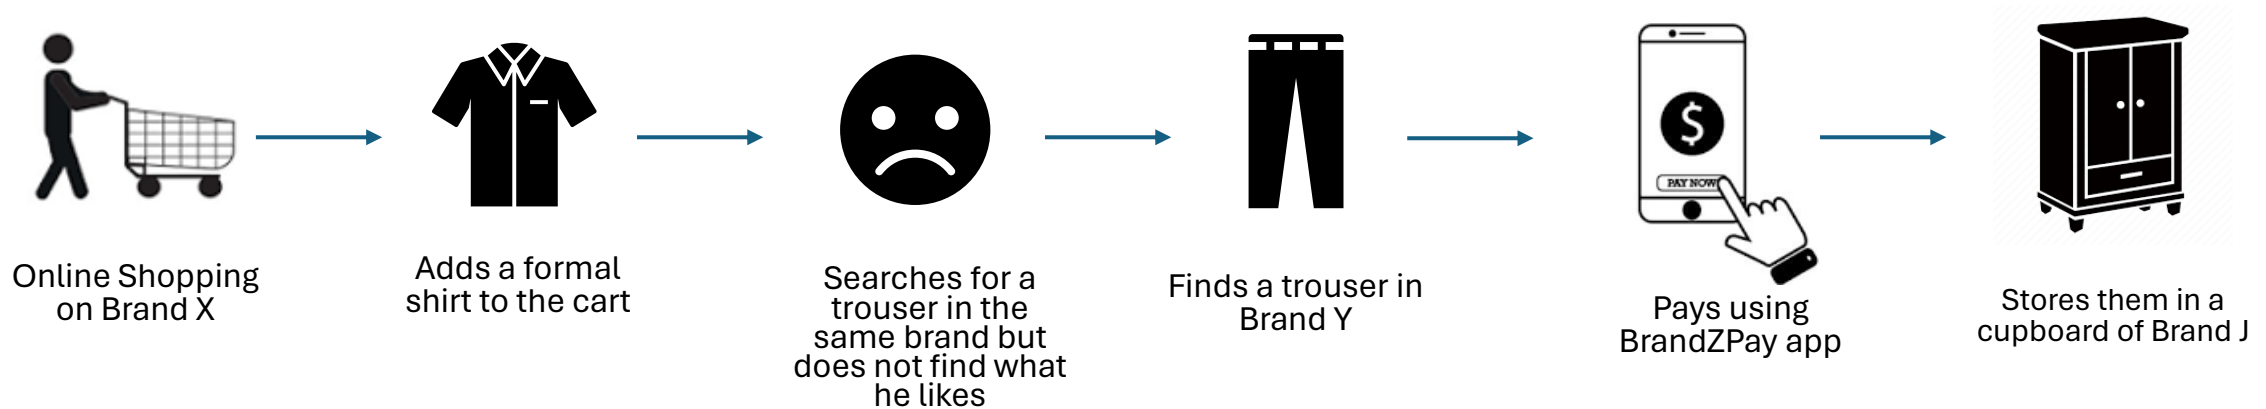 Online Shopping
on Brand X
Adds a formal
shirt to the cart
Searches for a
trouser in the
same brand but
does not find what
he likes
Finds a trouser in
Brand Y
PAY NOW
Pays using
BrandZPay app
Stores them in a
cupboard of Brand J